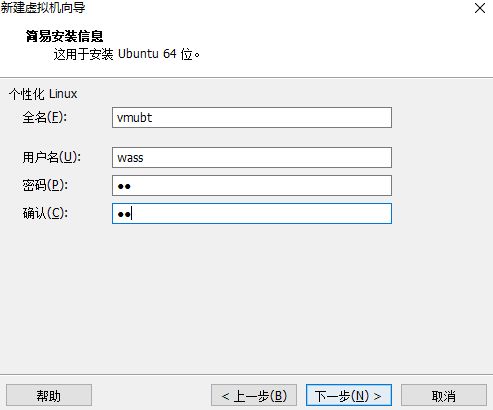 新建虚拟机向导
简易安装信息
这用于安装 Ubuntu 64 位。
个性化 Linux
全名(F): vmubt
用户名(U): wass
密码(P): ●●
确认(C): ●●
帮助 < 上一步(B) 下一步(N) > 取消